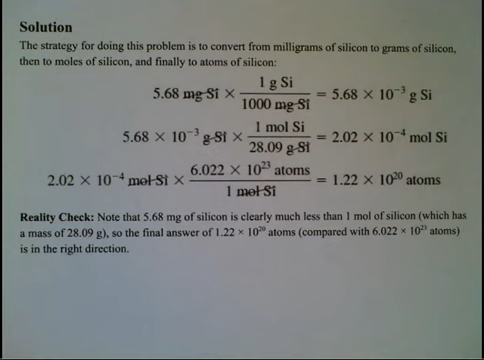 Solution
The strategy for doing this problem is to convert from milligrams of silicon to grams of silicon,
then to moles of silicon, and finally to atoms of silicon:
5.68 mg Si × 1 g Si / 1000 mg Si = 5.68 × 10⁻³ g Si
5.68 × 10⁻³ g Si × 1 mol Si / 28.09 g Si = 2.02 × 10⁻⁴ mol Si
2.02 × 10⁻⁴ mol Si × 6.022 × 10²³ atoms / 1 mol Si = 1.22 × 10²⁰ atoms
Reality Check: Note that 5.68 mg of silicon is clearly much less than 1 mol of silicon (which has
a mass of 28.09 g), so the final answer of 1.22 × 10²⁰ atoms (compared with 6.022 × 10²³ atoms)
is in the right direction.